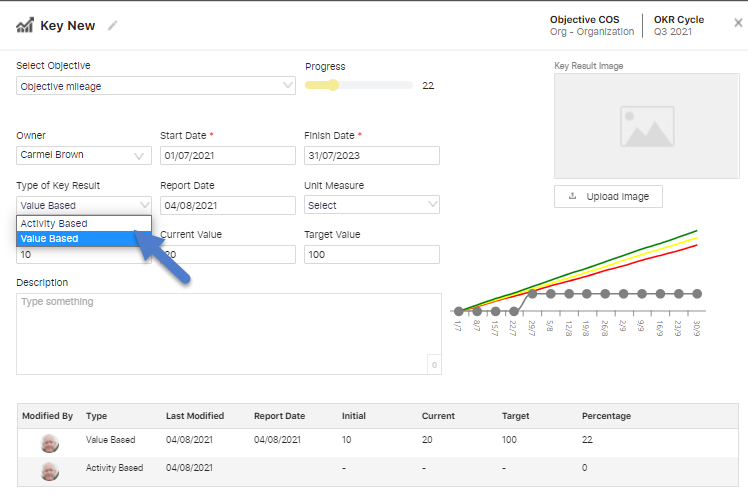 Key New
Objective COS
Org - Organization
OKR Cycle
Q3 2021
Select Objective
Objective mileage
Progress
22
Key Result Image
Upload Image
Owner
Carmel Brown
Start Date *
01/07/2021
Finish Date *
31/07/2023
Type of Key Result
Value Based
Report Date
04/08/2021
Unit Measure
Select
Activity Based
Value Based
10
Current Value
20
Target Value
100
Description
Type something
0
1/7 8/7 15/7 22/7 29/7 5/8 12/8 19/8 26/8 2/9 9/9 16/9 23/9 30/9
Modified By Type Last Modified Report Date Initial Current Target Percentage
Value Based 04/08/2021 04/08/2021 10 20 100 22
Activity Based 04/08/2021 - - - 0